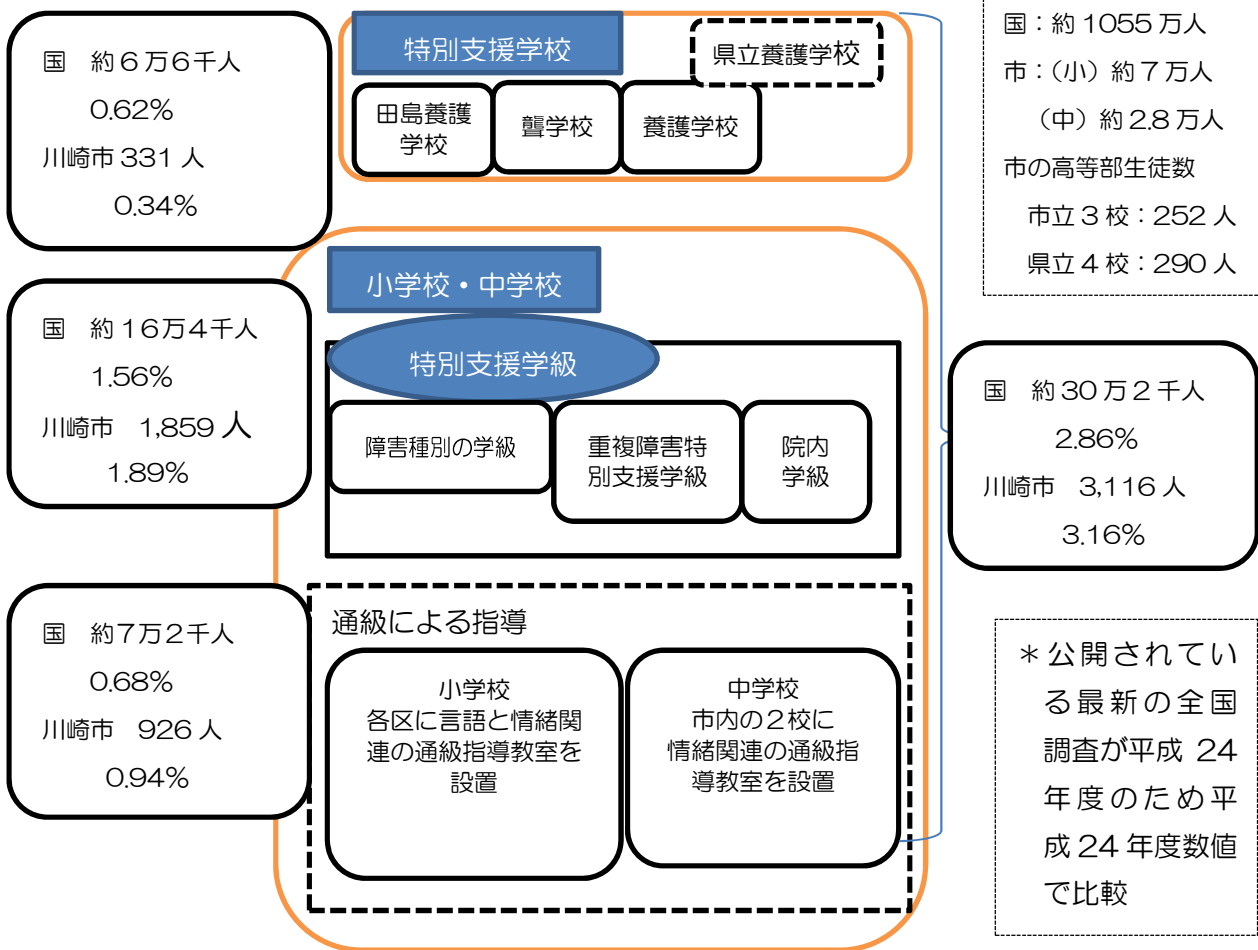 国 約6万6千人
0.62%
川崎市 331 人
0.34%
特別支援学校
県立養護学校
田島養護
学校
聾学校
養護学校
国:約 1055 万人
市:(小)約7万人
(中)約 2.8 万人
市の高等部生徒数
市立3校:252 人
県立4校:290 人
小学校・中学校
国 約 16万4千人
1.56%
川崎市 1,859 人
1.89%
特別支援学級
障害種別の学級
重複障害特
別支援学級
院内
学級
国 約 30 万 2 千人
2.86%
川崎市 3,116 人
3.16%
国 約7万2千人
0.68%
川崎市 926 人
0.94%
通級による指導
小学校
各区に言語と情緒関
連の通級指導教室を
設置
中学校
市内の2校に
情緒関連の通級指
導教室を設置
*公開されてい
る最新の全国
調査が平成 24
年度のため平
成 24 年度数値
で比較